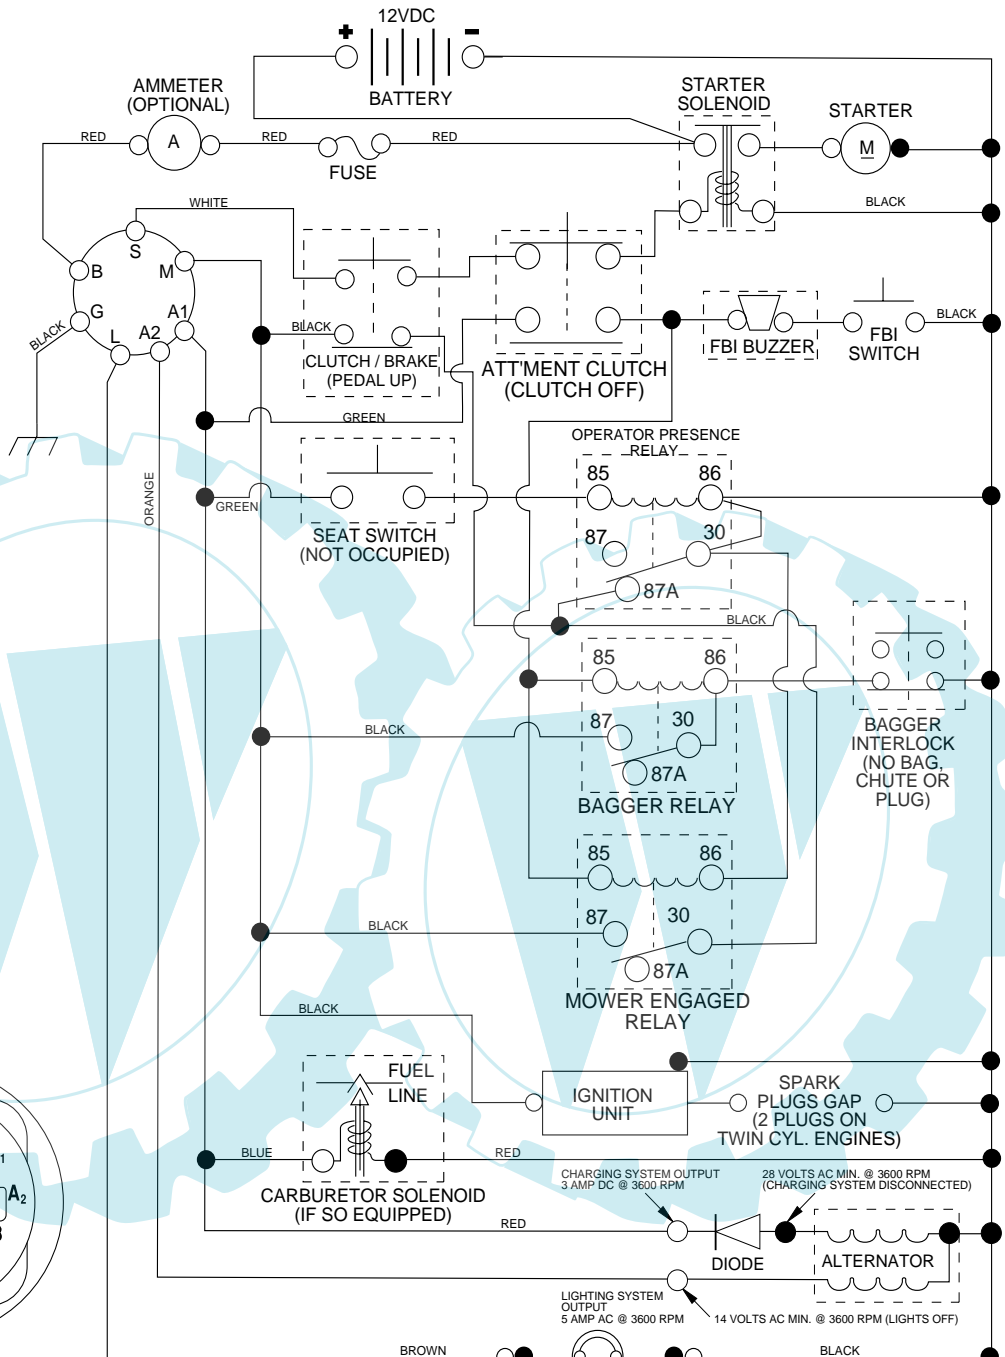 12VDC
+
-
BATTERY
AMMETER
(OPTIONAL)
STARTER
SOLENOID
STARTER
RED
A
RED
RED
FUSE
M
WHITE
BLACK
S
B
M
G
A1
L
A2
BLACK
BLACK
CLUTCH / BRAKE
(PEDAL UP)
ATT'MENT CLUTCH
(CLUTCH OFF)
FBI BUZZER
FBI
SWITCH
BLACK
GREEN
OPERATOR PRESENCE
RELAY
85
86
ORANGE
GREEN
SEAT SWITCH
(NOT OCCUPIED)
87
30
87A
BLACK
85
86
BLACK
87
30
87A
BAGGER RELAY
BAGGER
INTERLOCK
(NO BAG,
CHUTE OR
PLUG)
85
86
BLACK
87
30
87A
MOWER ENGAGED
RELAY
BLACK
FUEL
LINE
IGNITION
UNIT
SPARK
PLUGS GAP
(2 PLUGS ON
TWIN CYL. ENGINES)
BLUE
RED
CARBURETOR SOLENOID
(IF SO EQUIPPED)
CHARGING SYSTEM OUTPUT
3 AMP DC @ 3600 RPM
28 VOLTS AC MIN. @ 3600 RPM
(CHARGING SYSTEM DISCONNECTED)
1
A2
RED
DIODE
ALTERNATOR
LIGHTING SYSTEM
OUTPUT
5 AMP AC @ 3600 RPM
14 VOLTS AC MIN. @ 3600 RPM (LIGHTS OFF)
BROWN
BLACK